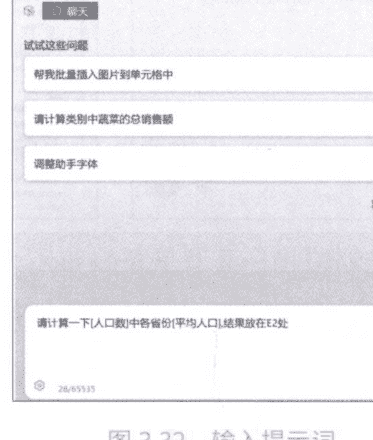 聊天
试试这些问题
帮我批量插入图片到单元格中
请计算类别中蔬菜的总销售额
调整助手字体
请计算一下[人口数]中各省份[平均人口],结果放在E2处
28/65535
图 3.32 输入提示词